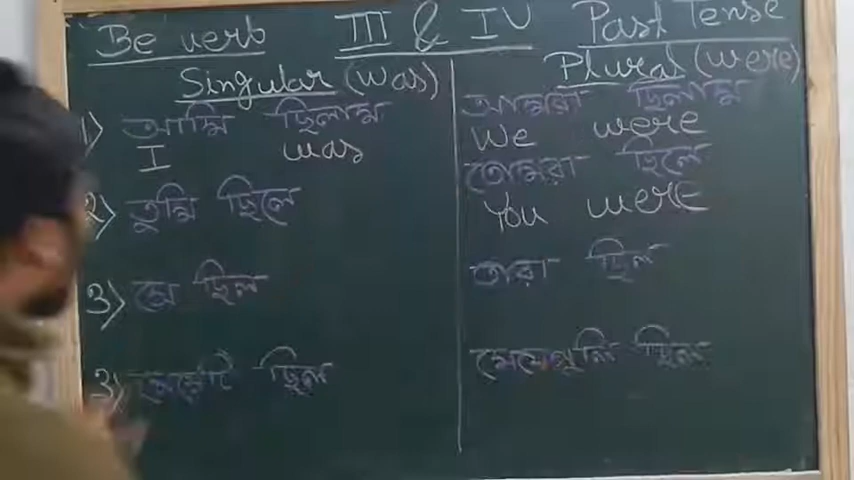 Be verb III & IV Past Tense
Singular (was) Plural (were)
1) আমি ছিলাম আমরা ছিলাম
I was We were
2) তুমি ছিলে তোমরা ছিলে
You were
3) সে ছিল তারা ছিল
3) মেয়েটি ছিল মেয়েগুলি ছিল